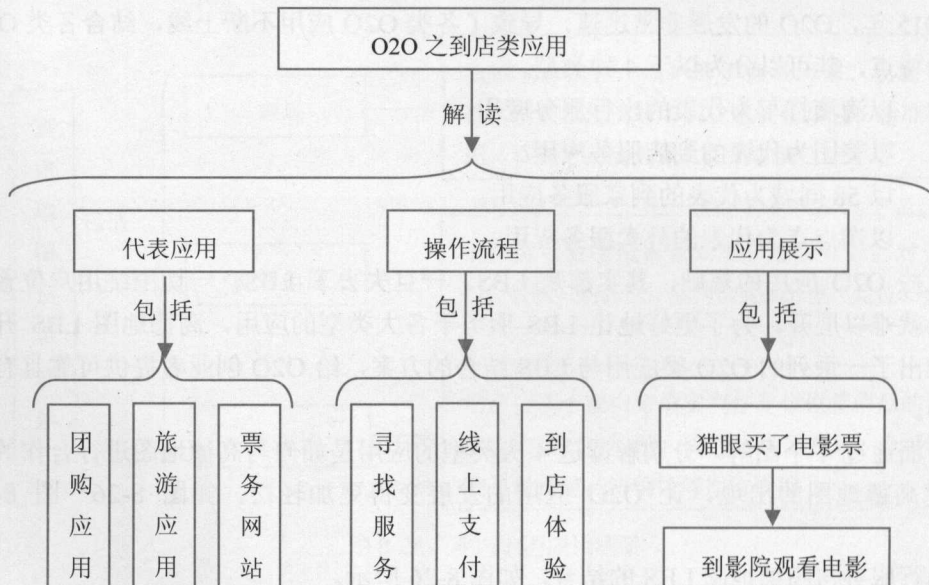 O2O 之到店类应用
解 读
代表应用
操作流程
应用展示
包 括
包 括
包 括
团购应用
旅游应用
票务网站
寻找服务
线上支付
到店体验
猫眼买了电影票
到影院观看电影